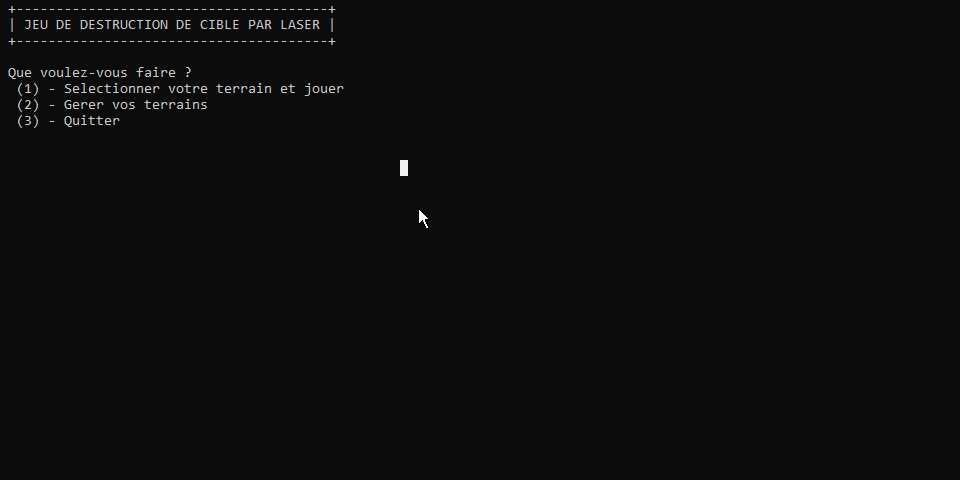 +---------------------------------------+
| JEU DE DESTRUCTION DE CIBLE PAR LASER |
+---------------------------------------+
Que voulez-vous faire ?
(1) - Selectionner votre terrain et jouer
(2) - Gerer vos terrains
(3) - Quitter